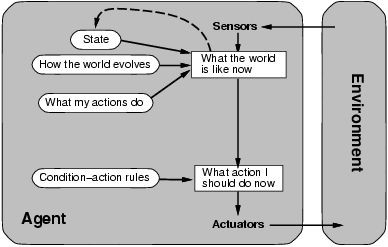 Sensors
State
How the world evolves
What the world
is like now
What my actions do
Condition–action rules
What action I
should do now
Agent
Actuators
Environment